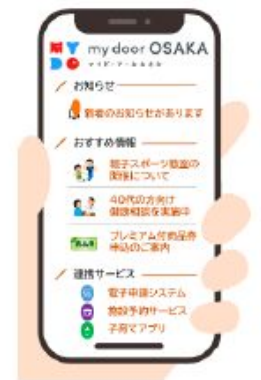 MY DO
my door OSAKA
マイド・ア・おおさか
お知らせ
新着のお知らせがあります
おすすめ情報
親子スポーツ教室の
開催について
40代の方向け
健康相談を実施中
プレミアム付商品券
申込のご案内
連携サービス
電子申請システム
施設予約サービス
子育てアプリ